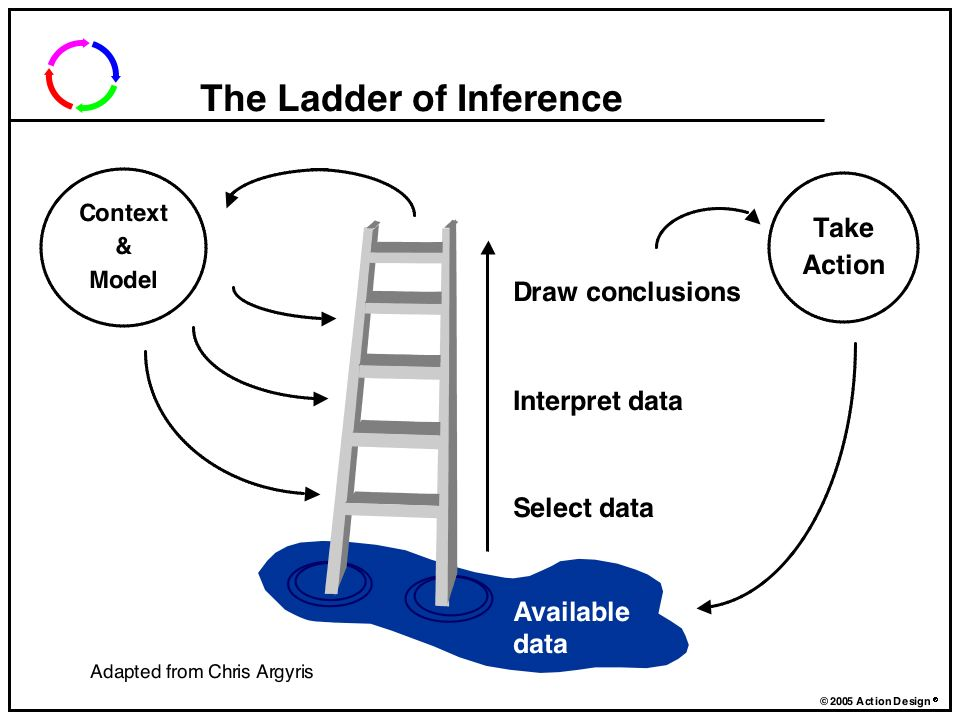 The Ladder of Inference
Context
&
Model
Take
Action
Draw conclusions
Interpret data
Select data
Available
data
Adapted from Chris Argyris
© 2005 Action Design ®